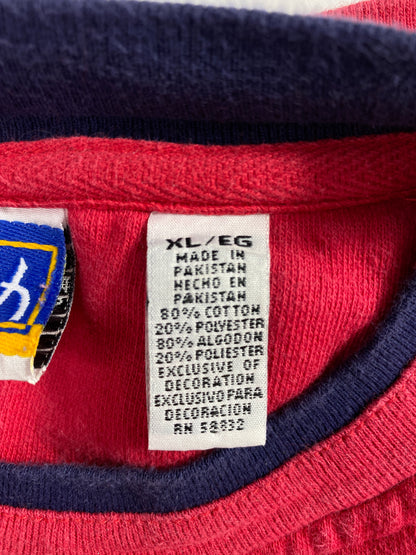 XL/EG
MADE IN
PAKISTAN
HECHO EN
PAKISTAN
80% COTTON
20% POLYESTER
80% ALGODON
20% POLIESTER
EXCLUSIVE OF
DECORATION
EXCLUSIVO PARA
DECORACION
RN 58832